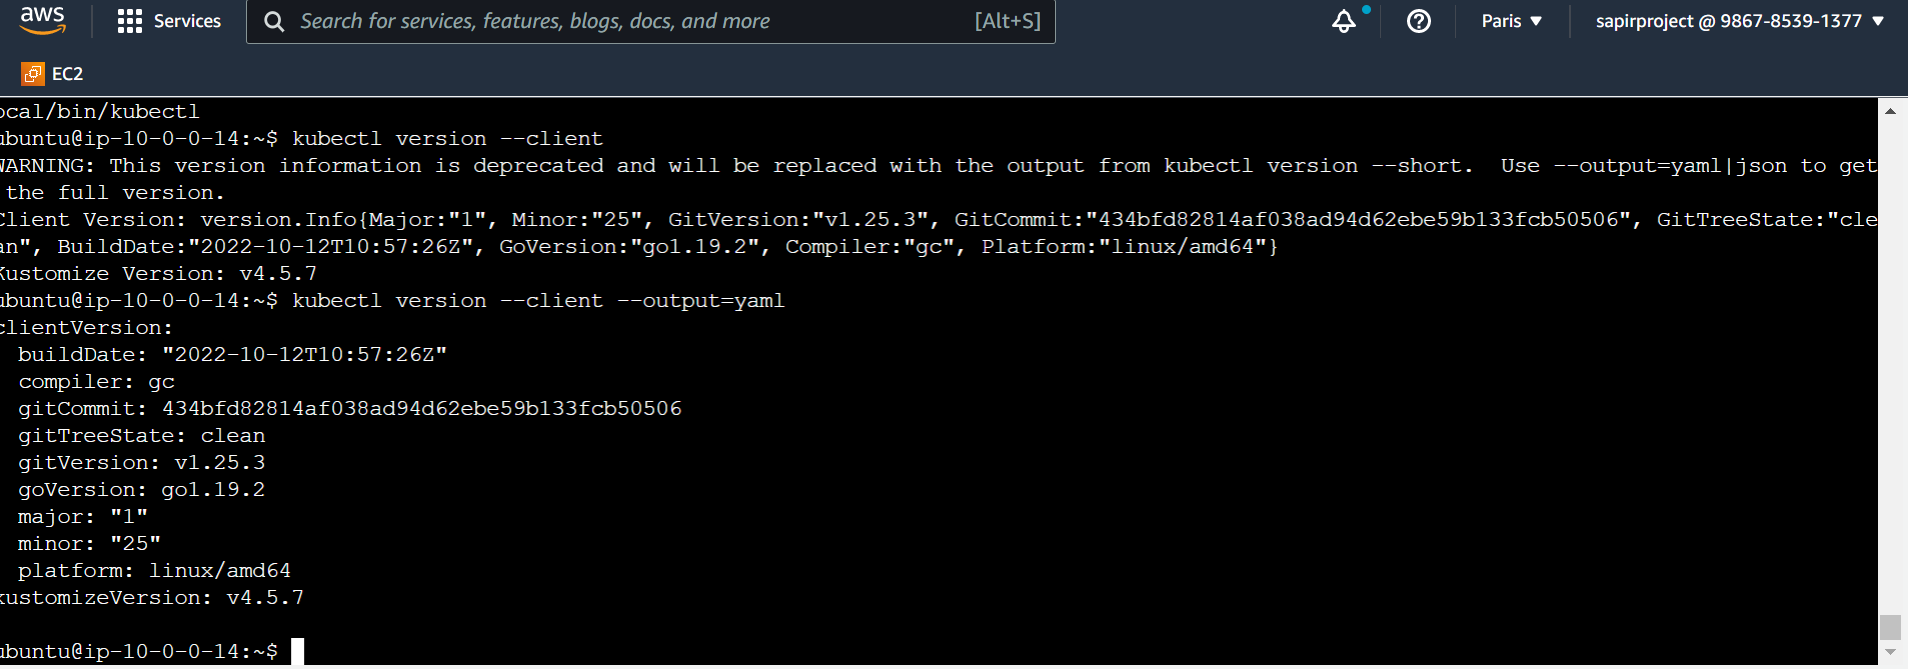 aws
Services
Search for services, features, blogs, docs, and more [Alt+S]
Paris
sapirproject @ 9867-8539-1377
EC2
ocal/bin/kubectl
ubuntu@ip-10-0-0-14:~$ kubectl version --client
WARNING: This version information is deprecated and will be replaced with the output from kubectl version --short.  Use --output=yaml|json to get
the full version.
Client Version: version.Info{Major:"1", Minor:"25", GitVersion:"v1.25.3", GitCommit:"434bfd82814af038ad94d62ebe59b133fcb50506", GitTreeState:"cle
an", BuildDate:"2022-10-12T10:57:26Z", GoVersion:"go1.19.2", Compiler:"gc", Platform:"linux/amd64"}
Kustomize Version: v4.5.7
ubuntu@ip-10-0-0-14:~$ kubectl version --client --output=yaml
clientVersion:
  buildDate: "2022-10-12T10:57:26Z"
  compiler: gc
  gitCommit: 434bfd82814af038ad94d62ebe59b133fcb50506
  gitTreeState: clean
  gitVersion: v1.25.3
  goVersion: go1.19.2
  major: "1"
  minor: "25"
  platform: linux/amd64
kustomizeVersion: v4.5.7
ubuntu@ip-10-0-0-14:~$